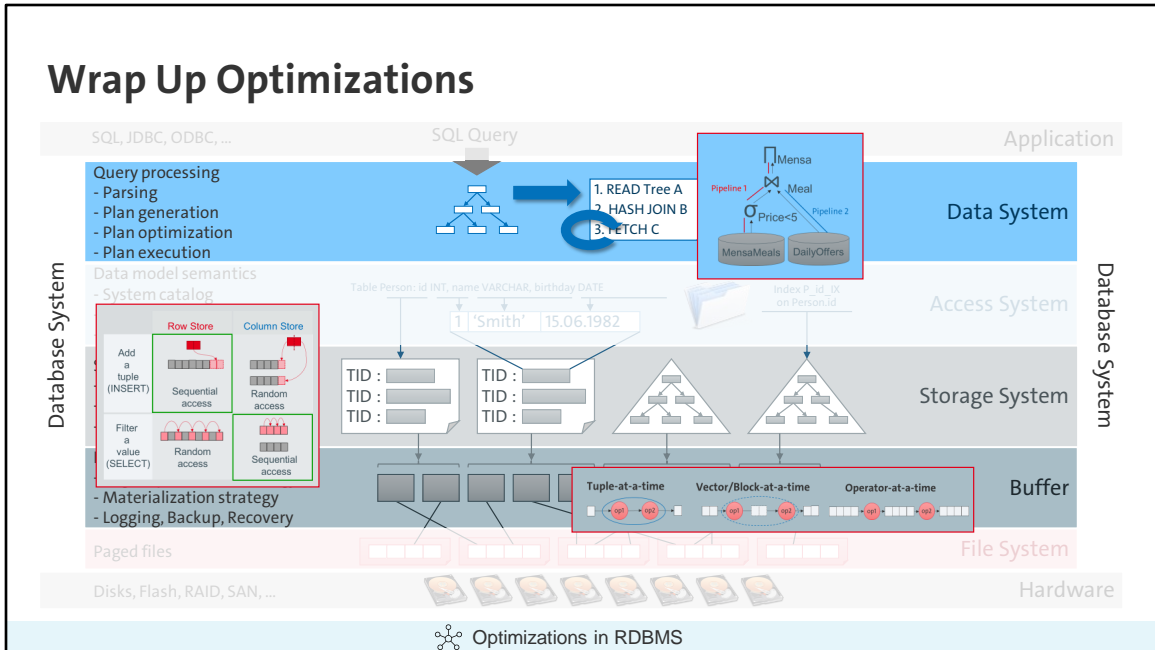 Wrap Up Optimizations
SQL, JDBC, ODBC, ...
SQL Query
Application
Query processing
- Parsing
- Plan generation
- Plan optimization
- Plan execution
1. READ Tree A
2. HASH JOIN B
3. FETCH C
Mensa
Pipeline 1
Meal
σ Price<5
Pipeline 2
MensaMeals
DailyOffers
Data System
Database System
Database System
Data model semantics
- System catalog
Table Person: id INT, name VARCHAR, birthday DATE
1 'Smith' 15.06.1982
Index P_id_IX
on Person.id
Access System
Row Store
Column Store
Add
a
tuple
(INSERT)
Sequential
access
Random
access
Filter
a
value
(SELECT)
Random
access
Sequential
access
TID :
TID :
TID :
TID :
TID :
TID :
Storage System
- Materialization strategy
- Logging, Backup, Recovery
Tuple-at-a-time
Vector/Block-at-a-time
Operator-at-a-time
op1 op2
op1 op2
op1 op2
Buffer
Paged files
File System
Disks, Flash, RAID, SAN, ...
Hardware
Optimizations in RDBMS